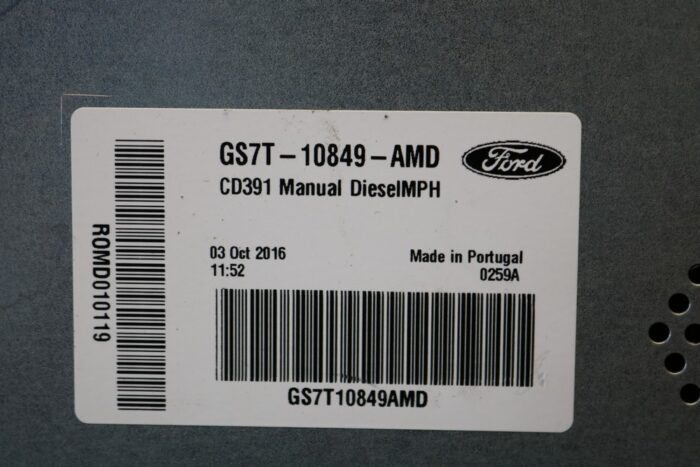 GS7T-10849-AMD
Ford
CD391 Manual DieselMPH
03 Oct 2016
11:52
Made in Portugal
0259A
GS7T10849AMD
ROMD010119